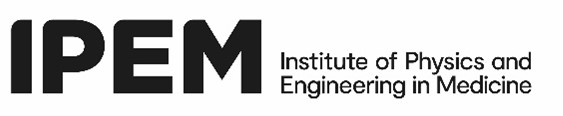 IPEM
Institute of Physics and
Engineering in Medicine